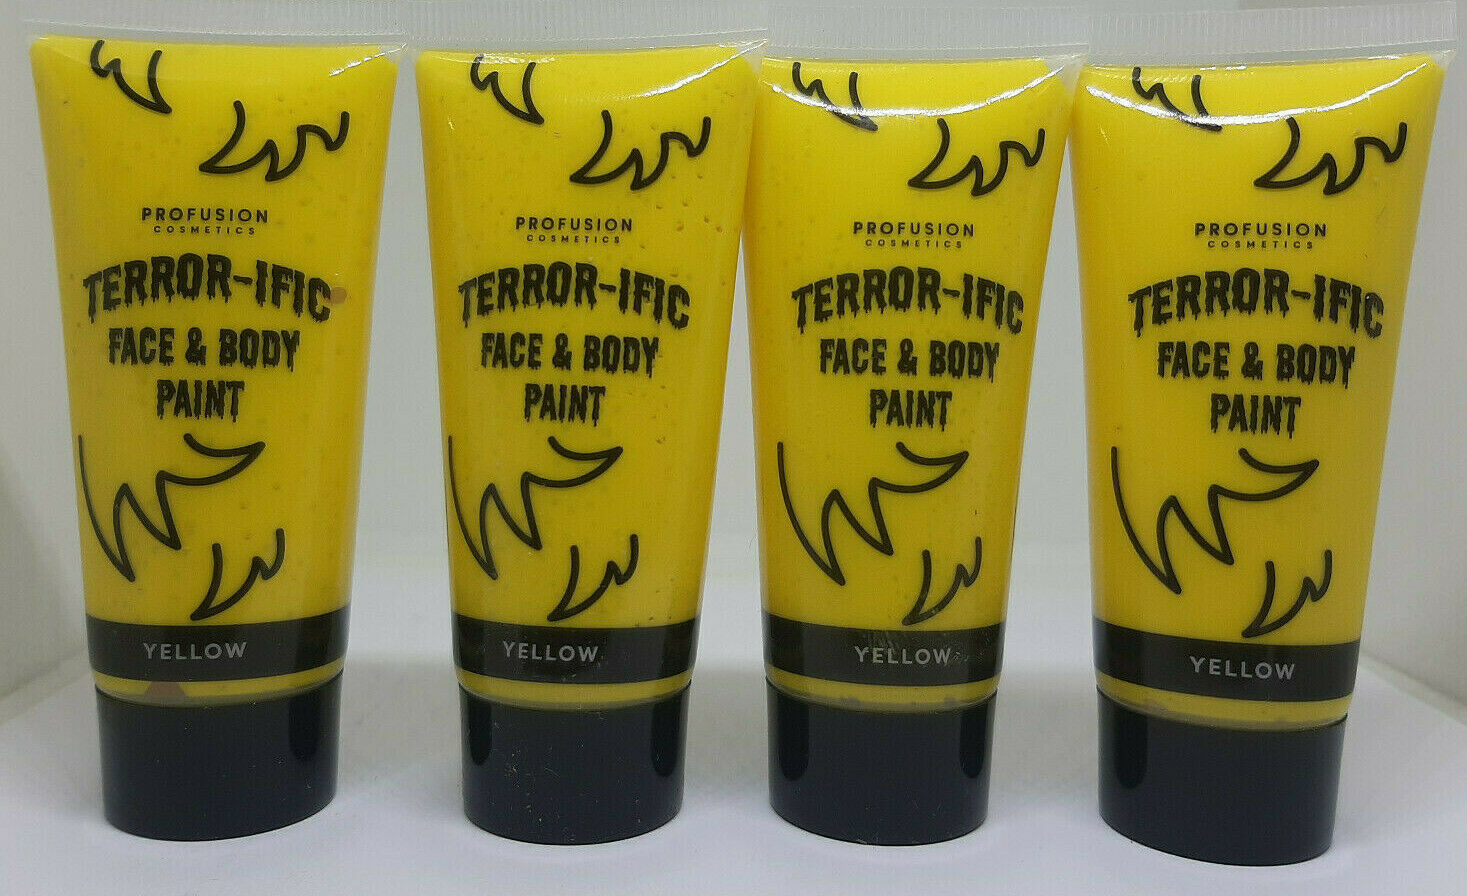 PROFUSION
COSMETICS
TERROR-IFIC
FACE & BODY
PAINT
YELLOW
PROFUSION
COSMETICS
TERROR-IFIC
FACE & BODY
PAINT
YELLOW
PROFUSION
COSMETICS
TERROR-IFIC
FACE & BODY
PAINT
YELLOW
PROFUSION
COSMETICS
TERROR-IFIC
FACE & BODY
PAINT
YELLOW